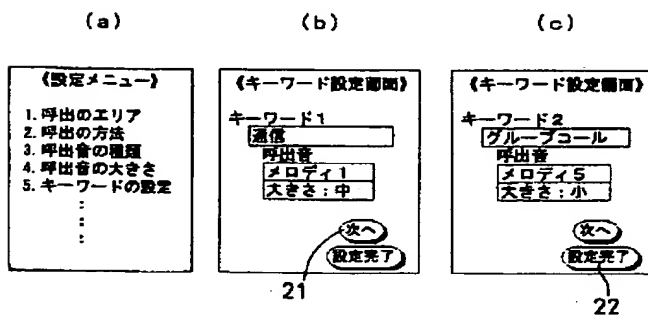 (a)
(b)
(c)
《設定メニュー》
1. 呼出のエリア
2. 呼出の方法
3. 呼出音の種類
4. 呼出音の大きさ
5. キーワードの設定
:
:
:
《キーワード設定画面》
キーワード1
通信
呼出音
メロディ1
大きさ:中
次へ
設定完了
21
《キーワード設定画面》
キーワード2
グループコール
呼出音
メロディ5
大きさ:小
次へ
設定完了
22